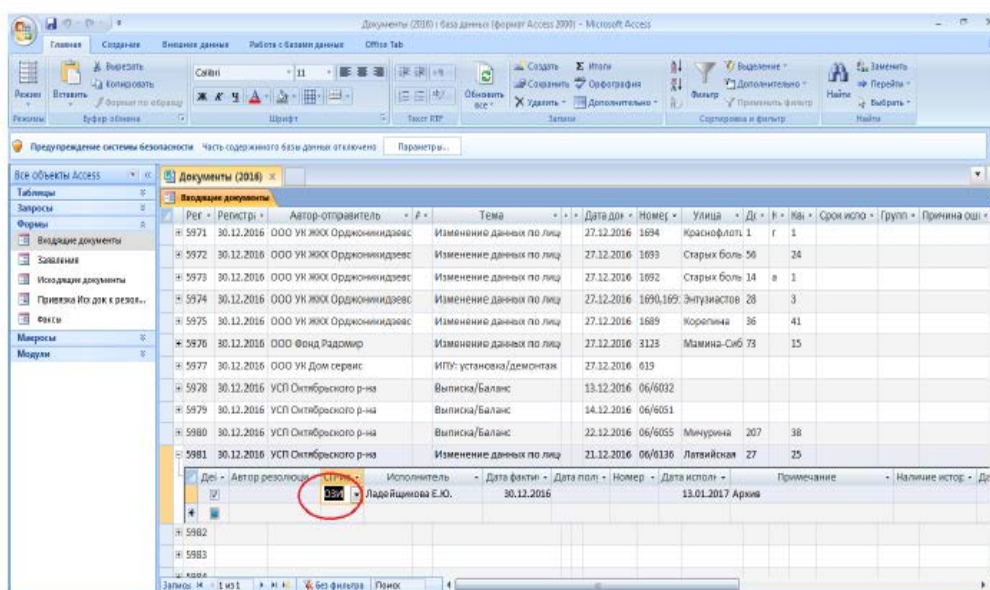 Документы (2016) : база данных (формат Access 2000) - Microsoft Access
Главная Создание Внешние данные Работа с базами данных Office Tab
Режим
Режимы
Вставить
Вырезать
Копировать
Формат по образцу
Буфер обмена
Calibri 11
Ж К Ч
Шрифт
Текст RTF
Обновить все
Создать
Сохранить
Удалить
Итоги
Орфография
Дополнительно
Записи
Фильтр
Выделение
Дополнительно
Применить фильтр
Сортировка и фильтр
Найти
Заменить
Перейти
Выбрать
Найти
Предупреждение системы безопасности Часть содержимого базы данных отключено Параметры...
Все объекты Access
Таблицы
Запросы
Формы
Входящие документы
Заявления
Исходящие документы
Привязка Исх док к резол...
Факсы
Макросы
Модули
Документы (2016)
Входящие документы
Рег Регистра Автор-отправитель Тема Дата док Номер Улица Срок испо Групп Причина оши
5971 30.12.2016 ООО УК ЖКХ Орджоникидзевс Изменение данных по лиц 27.12.2016 1694 Краснофлоть 1 г 1
5972 30.12.2016 ООО УК ЖКХ Орджоникидзевс Изменение данных по лиц 27.12.2016 1693 Старых боль 56 24
5973 30.12.2016 ООО УК ЖКХ Орджоникидзевс Изменение данных по лиц 27.12.2016 1692 Старых боль 14 а 1
5974 30.12.2016 ООО УК ЖКХ Орджоникидзевс Изменение данных по лиц 27.12.2016 1690,169 Энтузиастов 28 3
5975 30.12.2016 ООО УК ЖКХ Орджоникидзевс Изменение данных по лиц 27.12.2016 1689 Корепина 36 41
5976 30.12.2016 ООО Фонд Радомир Изменение данных по лиц 27.12.2016 3123 Мамина-Сиб 73 15
5977 30.12.2016 ООО УК Дом сервис ИПУ: установка/демонтаж 27.12.2016 619
5978 30.12.2016 УСП Октябрьского р-на Выписка/Баланс 13.12.2016 06/6032
5979 30.12.2016 УСП Октябрьского р-на Выписка/Баланс 14.12.2016 06/6051
5980 30.12.2016 УСП Октябрьского р-на Выписка/Баланс 22.12.2016 06/6055 Мичурина 207 38
5981 30.12.2016 УСП Октябрьского р-на Изменение данных по лиц 21.12.2016 06/6136 Латвийская 27 25
Дей Автор резолюци Исполнитель Дата факти Дата полу Номер Дата исполн Примечание Наличие истор
ОЗИ Ладейщикова Е.Ю. 30.12.2016 13.01.2017 Архив
5982
5983
5984
Запись: 1 из 1 Без фильтра Поиск